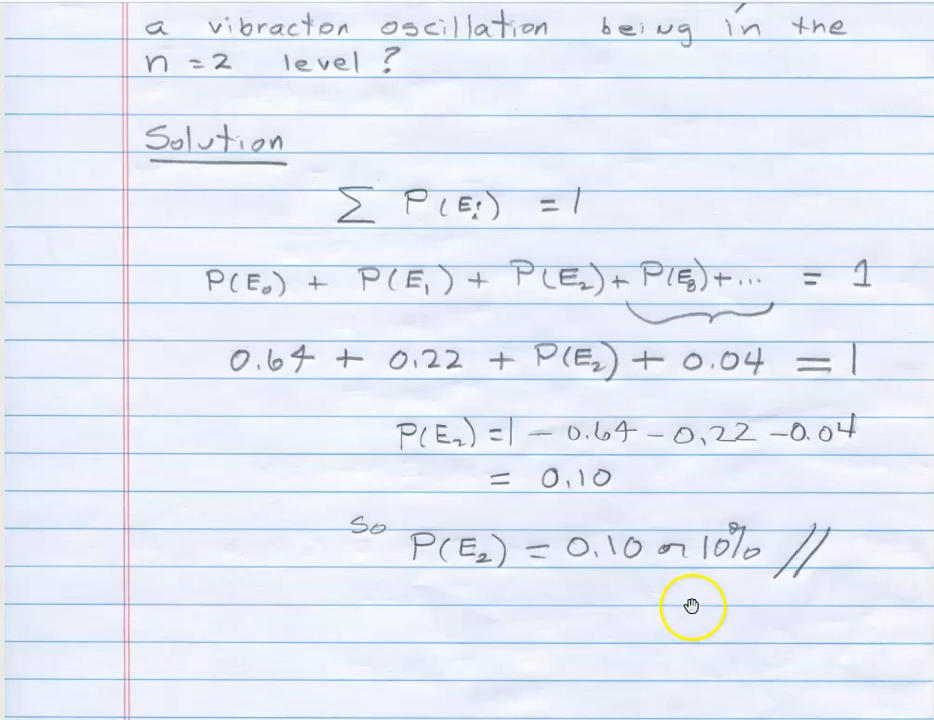 a vibracton oscillation being in the
n = 2 level ?
Solution
∑ P(Ei) = 1
P(E₀) + P(E₁) + P(E₂) + P(E₃) + ... = 1
0.64 + 0.22 + P(E₂) + 0.04 = 1
P(E₂) = 1 - 0.64 - 0.22 - 0.04
= 0.10
So P(E₂) = 0.10 or 10% //